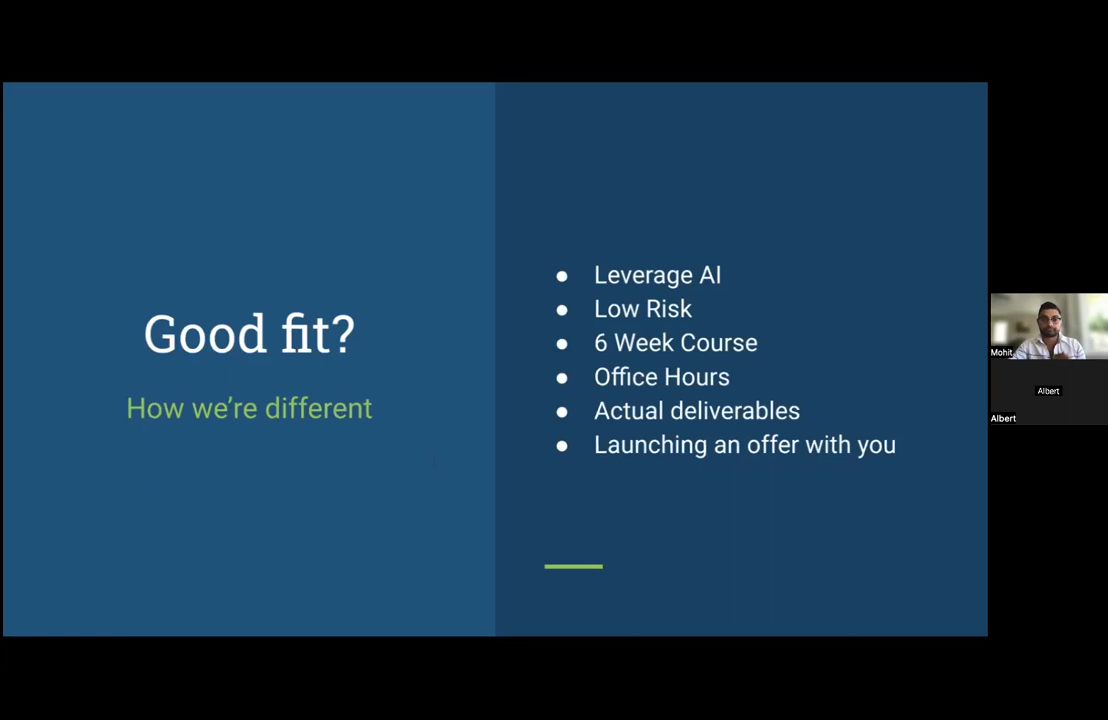 Good fit?
How we're different
Leverage AI
Low Risk
6 Week Course
Office Hours
Actual deliverables
Launching an offer with you
Mohit
Albert
Albert